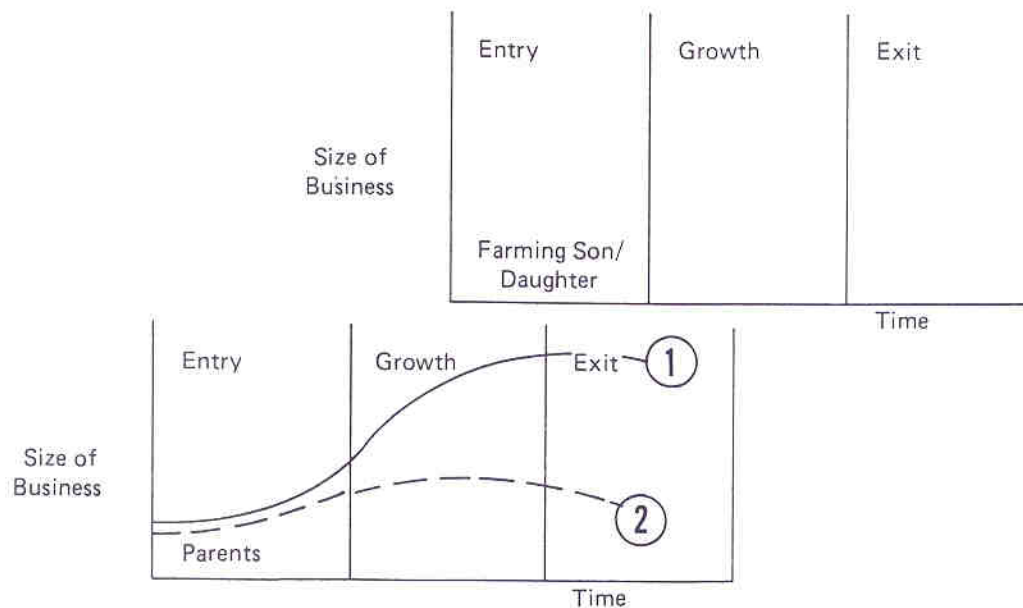 Entry
Growth
Exit
Size of
Business
Farming Son/
Daughter
Time
Entry
Growth
Exit
1
Size of
Business
2
Parents
Time